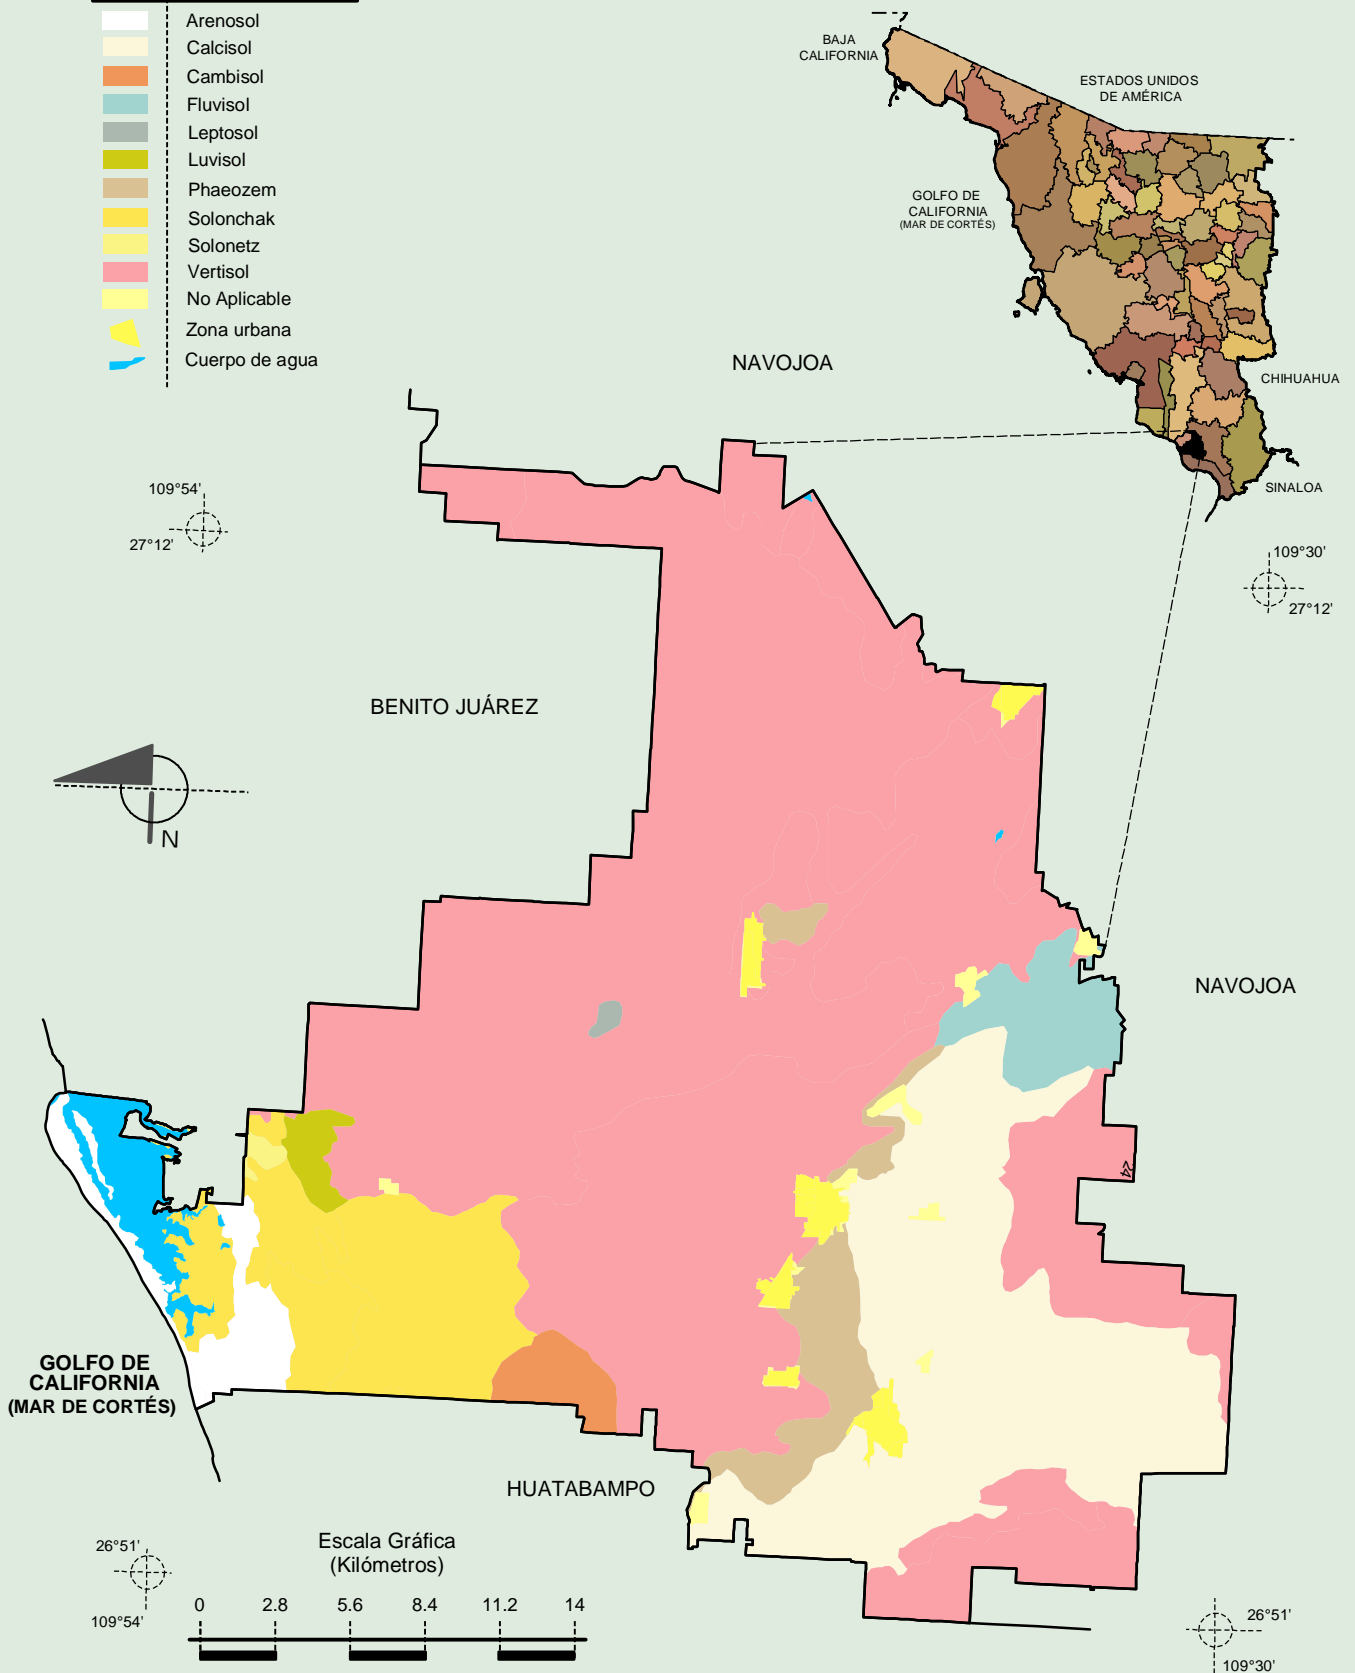 Arenosol
Calcisol
Cambisol
Fluvisol
Leptosol
Luvisol
Phaeozem
Solonchak
Solonetz
Vertisol
No Aplicable
Zona urbana
Cuerpo de agua
BAJA
CALIFORNIA
ESTADOS UNIDOS
DE AMÉRICA
GOLFO DE
CALIFORNIA
(MAR DE CORTÉS)
CHIHUAHUA
SINALOA
NAVOJOA
109°54'
27°12'
109°30'
27°12'
BENITO JUÁREZ
N
NAVOJOA
GOLFO DE
CALIFORNIA
(MAR DE CORTÉS)
HUATABAMPO
26°51'
109°54'
Escala Gráfica
(Kilómetros)
0 2.8 5.6 8.4 11.2 14
26°51'
109°30'